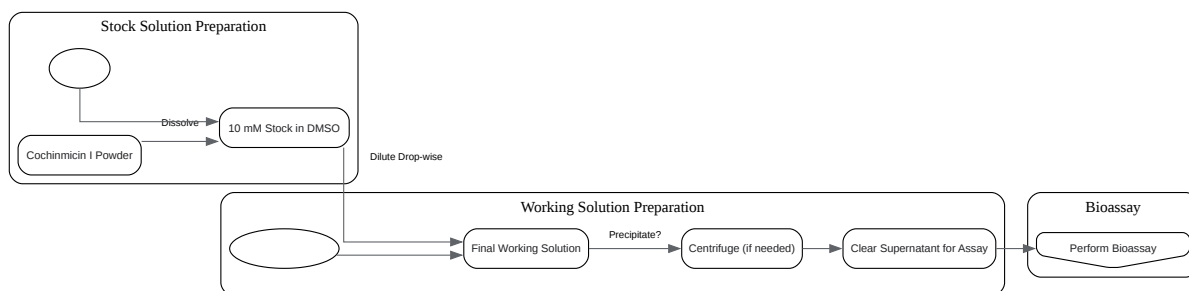 Stock Solution Preparation
Dissolve
10 mM Stock in DMSO
Cochinmicin I Powder
Dilute Drop-wise
Working Solution Preparation
Final Working Solution
Precipitate?
Centrifuge (if needed)
Clear Supernatant for Assay
Bioassay
Perform Bioassay